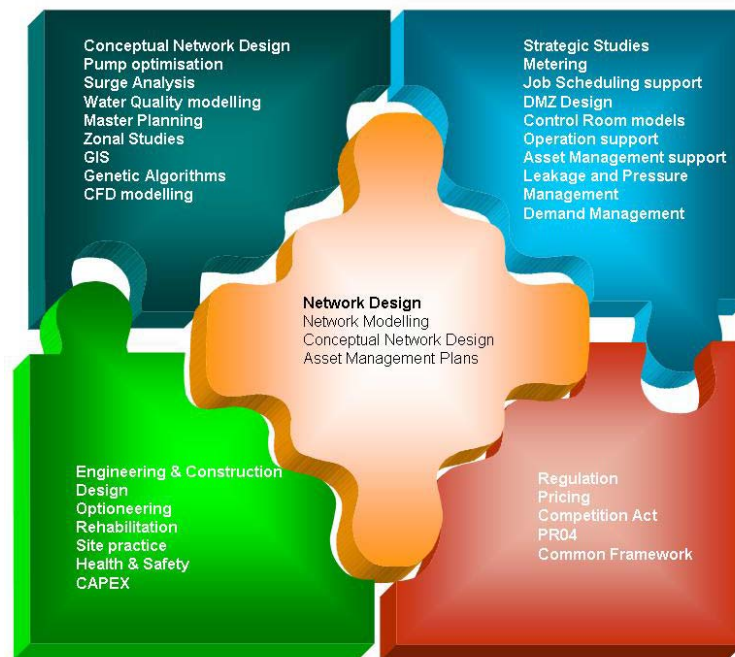 Conceptual Network Design
Pump optimisation
Surge Analysis
Water Quality modelling
Master Planning
Zonal Studies
GIS
Genetic Algorithms
CFD modelling
Strategic Studies
Metering
Job Scheduling support
DMZ Design
Control Room models
Operation support
Asset Management support
Leakage and Pressure
Management
Demand Management
Network Design
Network Modelling
Conceptual Network Design
Asset Management Plans
Engineering & Construction
Design
Optioneering
Rehabilitation
Site practice
Health & Safety
CAPEX
Regulation
Pricing
Competition Act
PR04
Common Framework